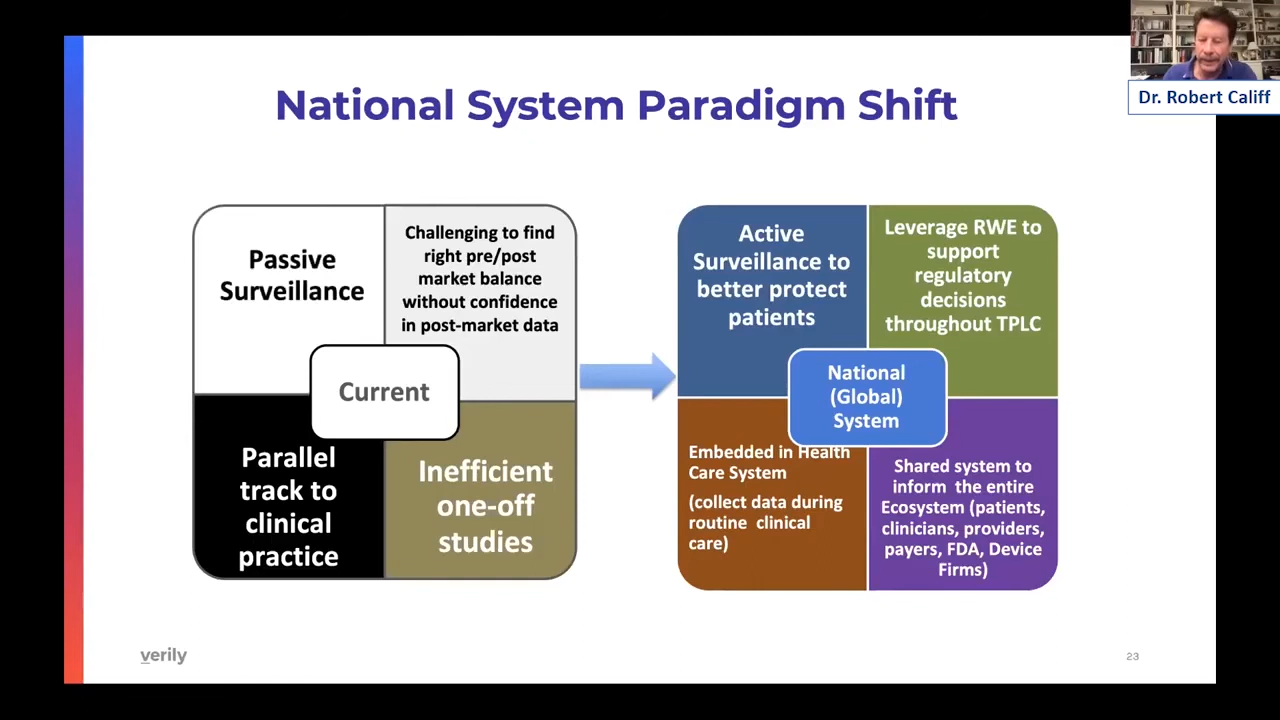 National System Paradigm Shift
Dr. Robert Califf
Passive
Surveillance
Challenging to find
right pre/post
market balance
without confidence
in post-market data
Current
Parallel
track to
clinical
practice
Inefficient
one-off
studies
Active
Surveillance to
better protect
patients
Leverage RWE to
support
regulatory
decisions
throughout TPLC
National
(Global)
System
Embedded in Health
Care System
(collect data during
routine clinical
care)
Shared system to
inform the entire
Ecosystem (patients,
clinicians, providers,
payers, FDA, Device
Firms)
verily
23